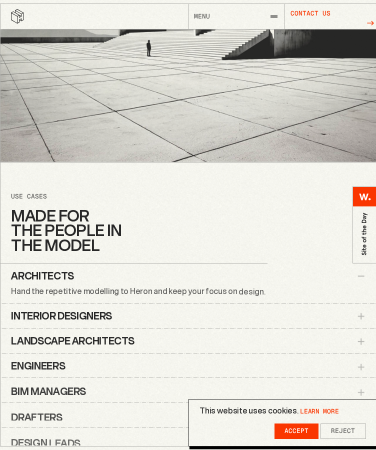 MENU
CONTACT US
USE CASES
MADE FOR
THE PEOPLE IN
THE MODEL
W.
Site of the Day
ARCHITECTS
Hand the repetitive modelling to Heron and keep your focus on design.
INTERIOR DESIGNERS
LANDSCAPE ARCHITECTS
ENGINEERS
BIM MANAGERS
DRAFTERS
DESIGN LEADS
This website uses cookies. LEARN MORE
ACCEPT
REJECT